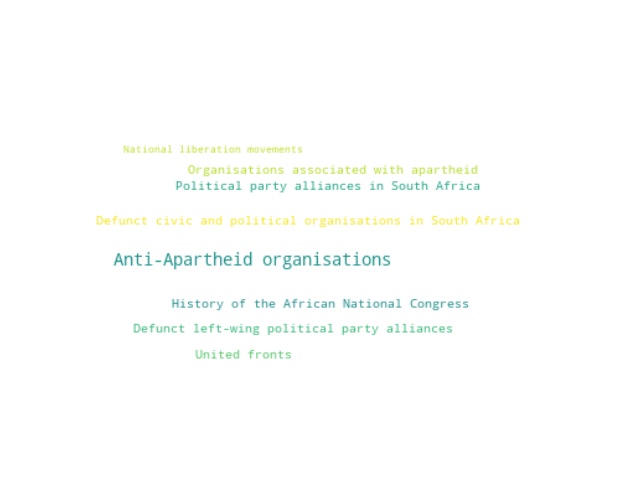 National liberation movements
Organisations associated with apartheid
Political party alliances in South Africa
Defunct civic and political organisations in South Africa
Anti-Apartheid organisations
History of the African National Congress
Defunct left-wing political party alliances
United fronts